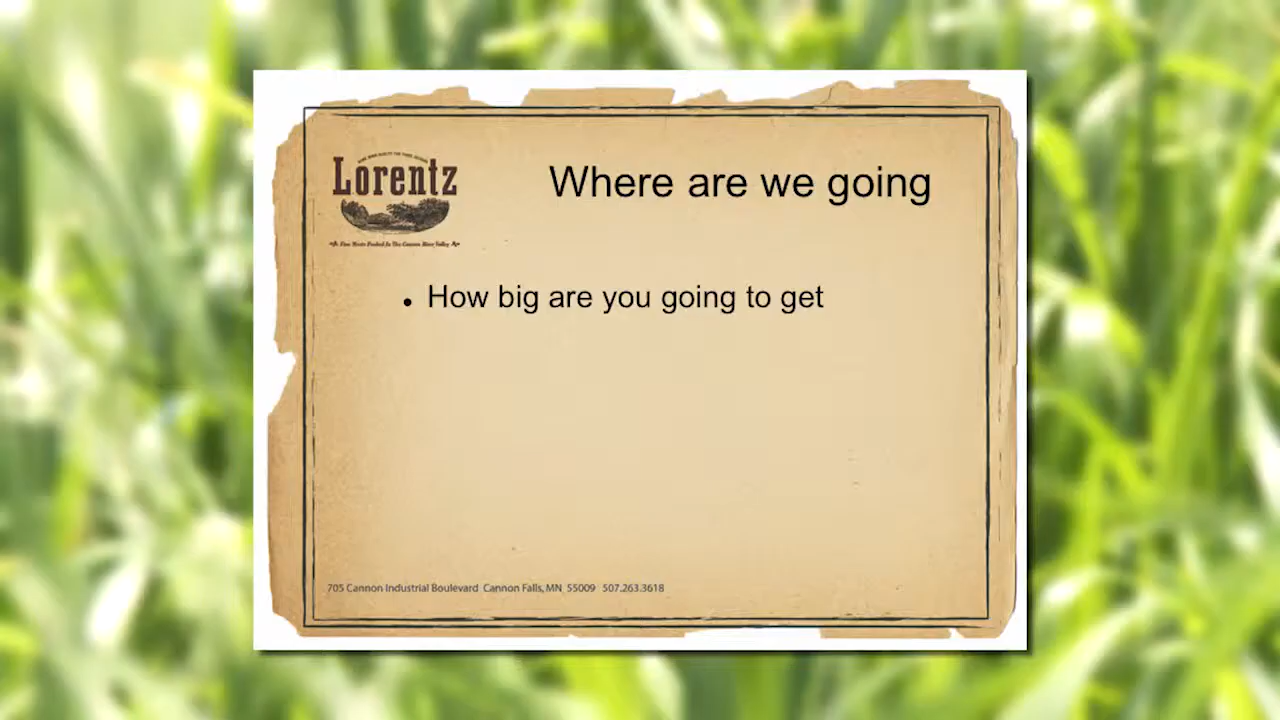 Lorentz
Where are we going
• How big are you going to get
705 Cannon Industrial Boulevard Cannon Falls, MN 55009 507.263.3618